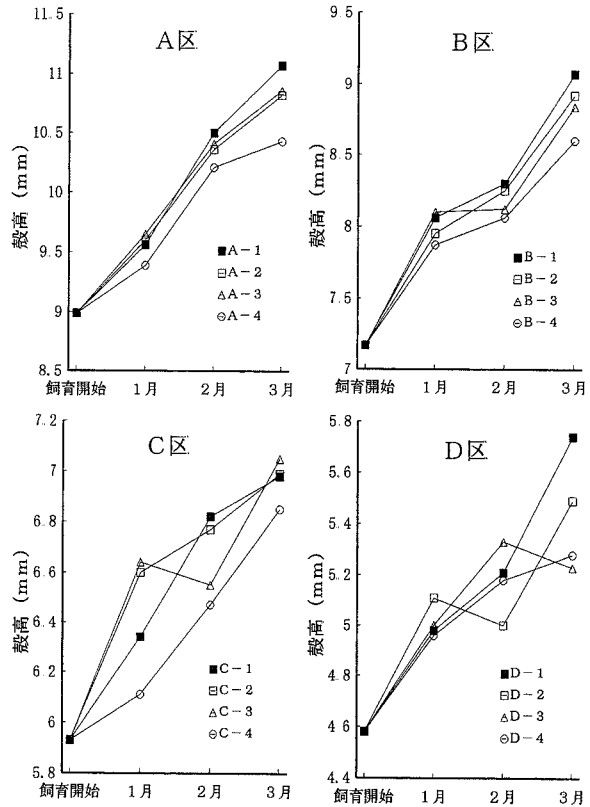 A区
殻高 (mm)
11.5
11
10.5
10
9.5
9
8.5
A-1
A-2
A-3
A-4
飼育開始 1月 2月 3月
B区
殻高 (mm)
9.5
9
8.5
8
7.5
7
B-1
B-2
B-3
B-4
飼育開始 1月 2月 3月
C区
殻高 (mm)
7.2
7
6.8
6.6
6.4
6.2
6
5.8
C-1
C-2
C-3
C-4
飼育開始 1月 2月 3月
D区
殻高 (mm)
5.8
5.6
5.4
5.2
5
4.8
4.6
4.4
D-1
D-2
D-3
D-4
飼育開始 1月 2月 3月